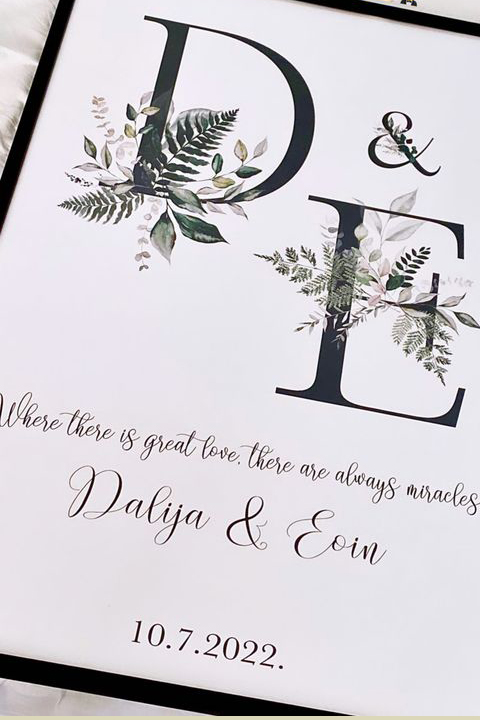 D &
E
Where there is great love, there are always miracles
Dalija & Eoin
10.7.2022.